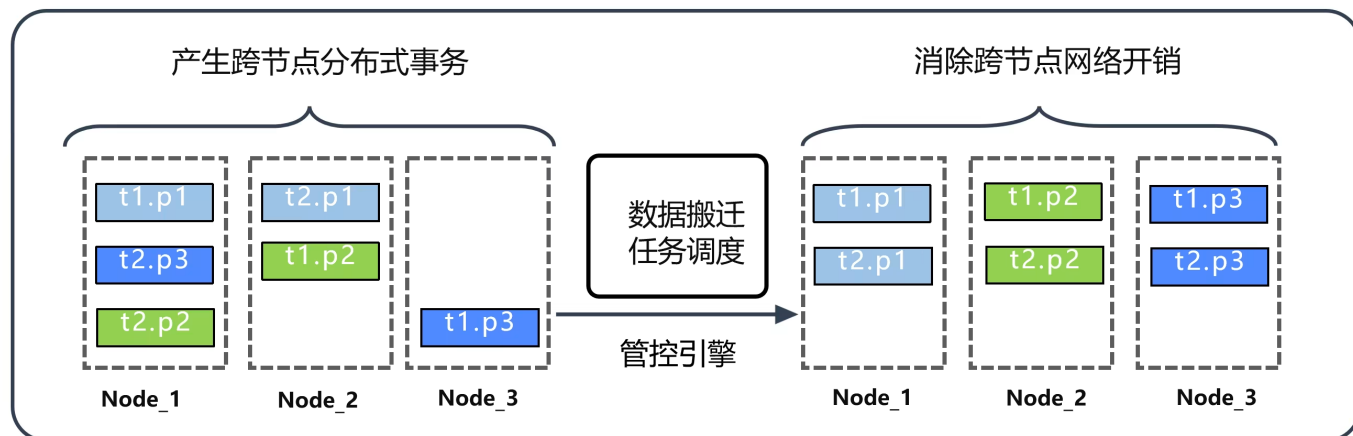 产生跨节点分布式事务
消除跨节点网络开销
t1.p1
t2.p3
t2.p2
Node_1
t2.p1
t1.p2
Node_2
t1.p3
Node_3
数据搬迁
任务调度
管控引擎
t1.p1
t2.p1
Node_1
t1.p2
t2.p2
Node_2
t1.p3
t2.p3
Node_3